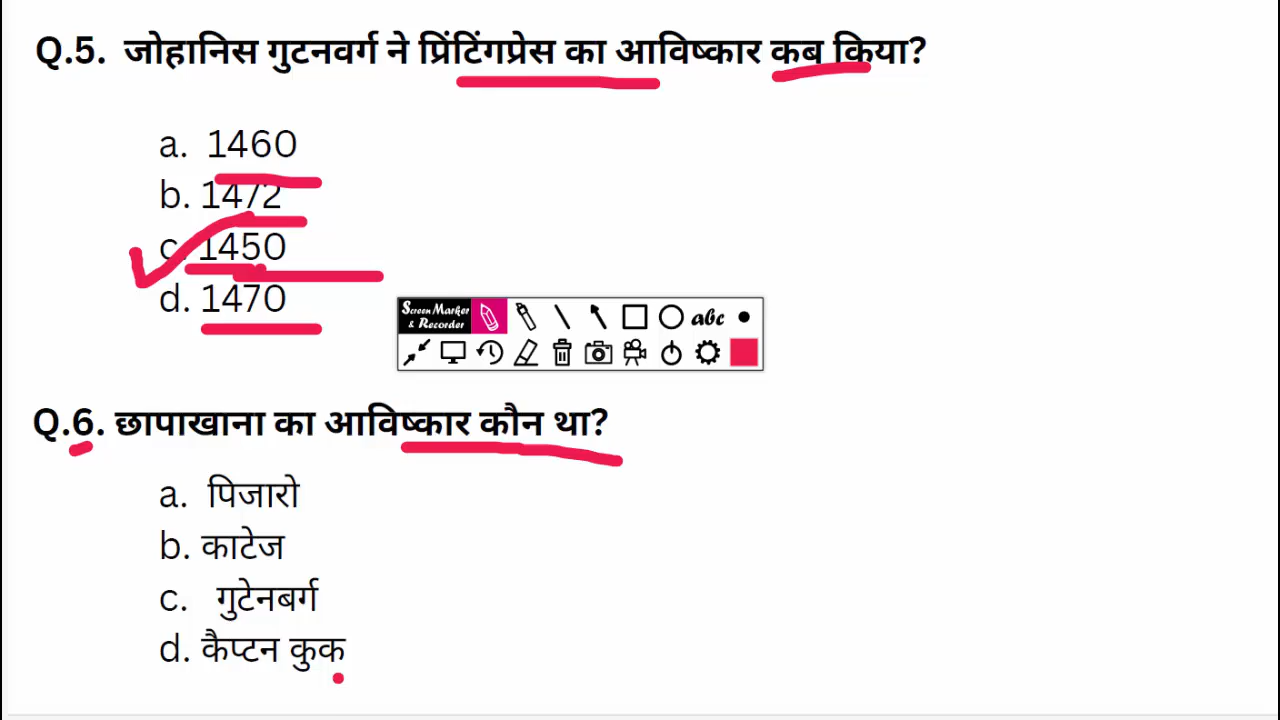 Q.5. जोहानिस गुटनवर्ग ने प्रिंटिंगप्रेस का आविष्कार कब किया?
a. 1460
b. 1472
c. 1450
d. 1470
Screen Marker
& Recorder
abc
Q.6. छापाखाना का आविष्कार कौन था?
a. पिजारो
b. काटेज
c. गुटेनबर्ग
d. कैप्टन कुक